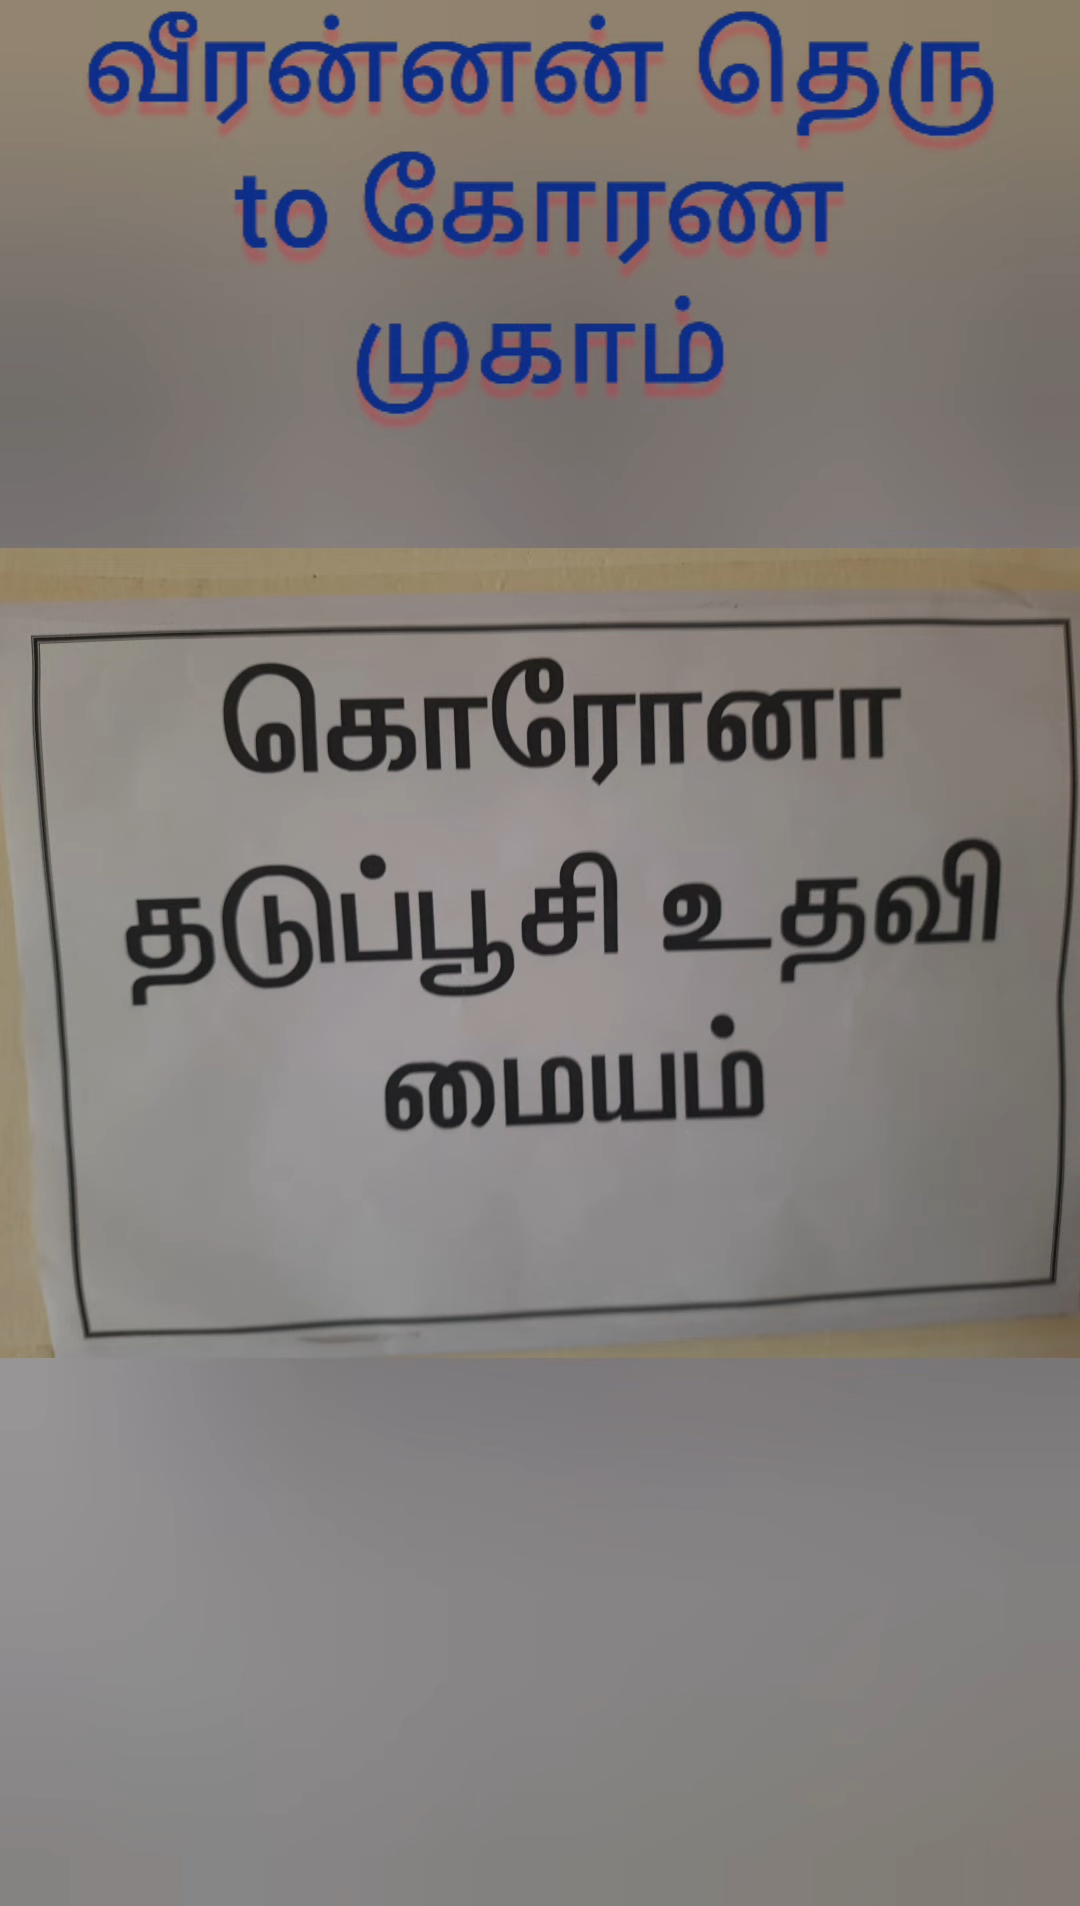 வீரன்னன் தெரு
to கோரண
முகாம்
கொரோனா
தடுப்பூசி உதவி
மையம்